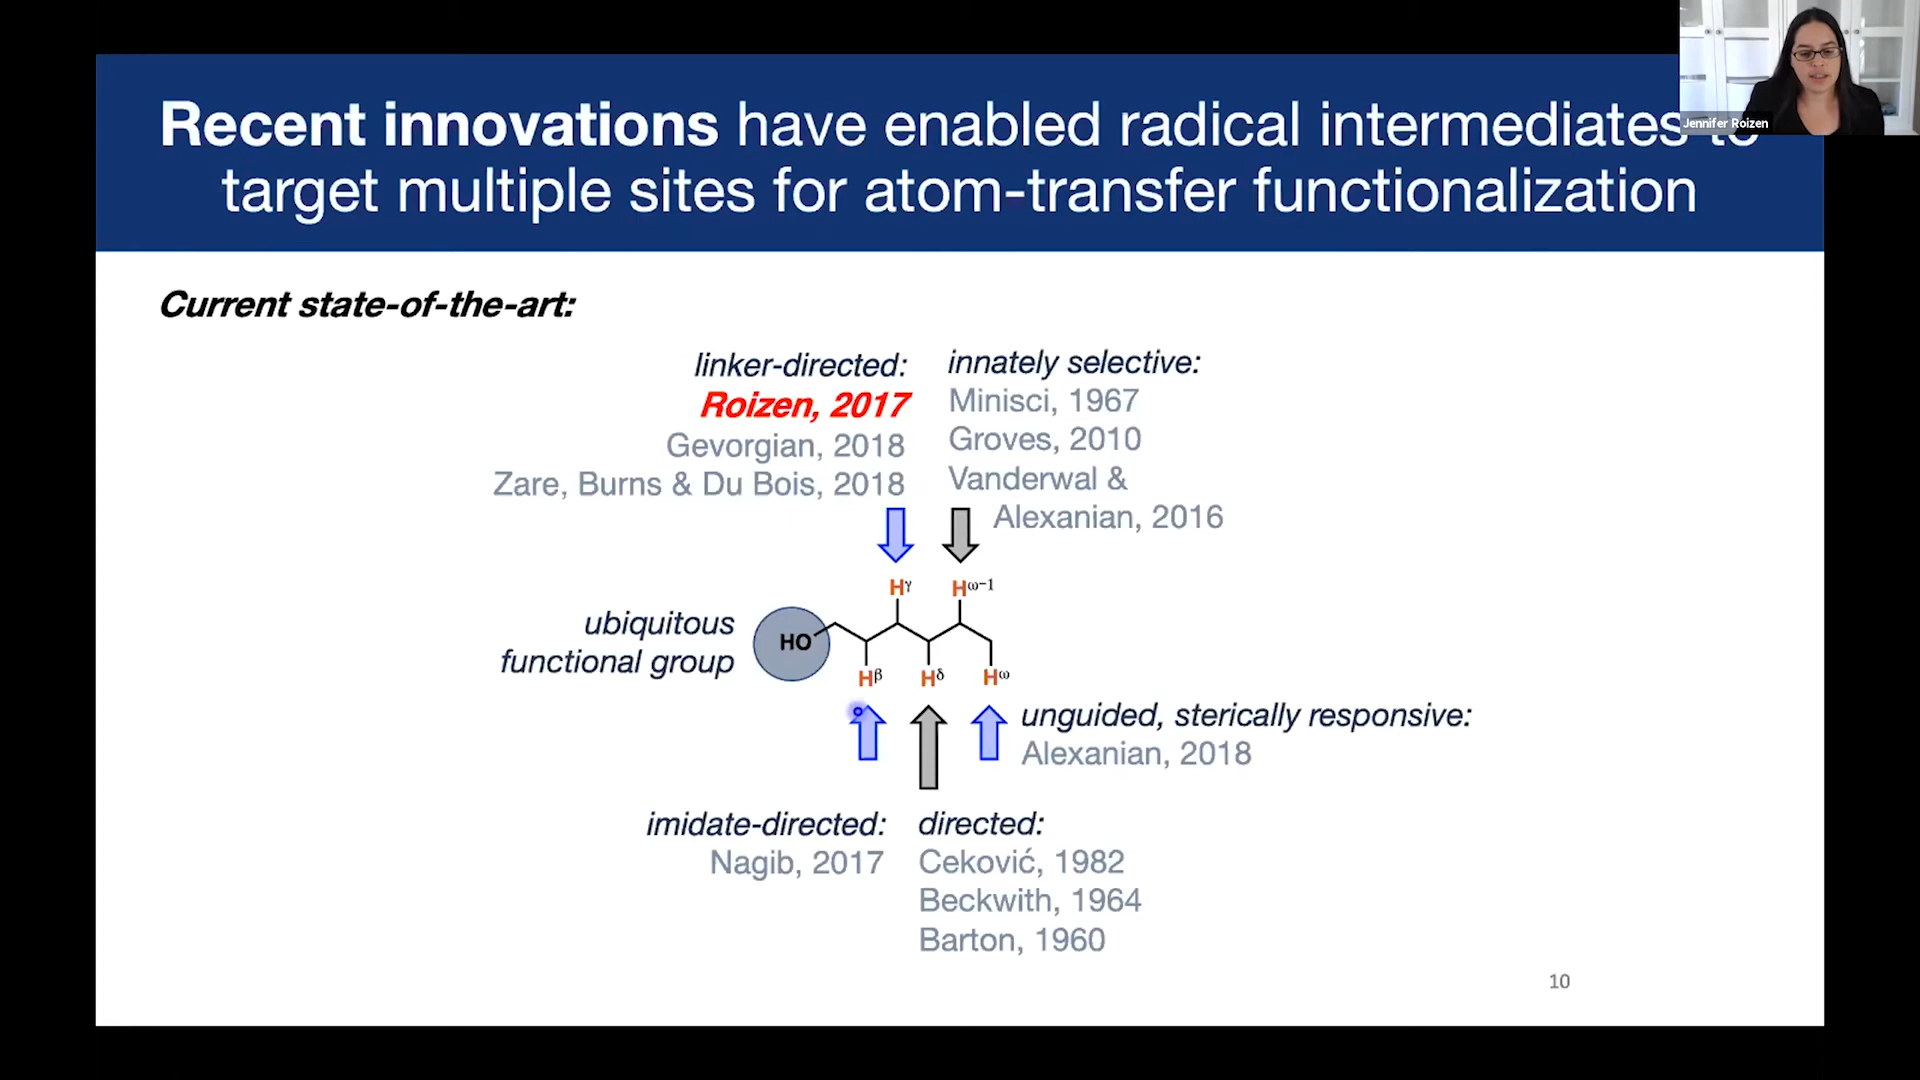 Recent innovations have enabled radical intermediates to
target multiple sites for atom-transfer functionalization
Jennifer Roizen
Current state-of-the-art:
linker-directed:
Roizen, 2017
Gevorgian, 2018
Zare, Burns & Du Bois, 2018
innately selective:
Minisci, 1967
Groves, 2010
Vanderwal &
Alexanian, 2016
ubiquitous
functional group
HO
Hγ
Hω−1
Hβ
Hδ
Hω
unguided, sterically responsive:
Alexanian, 2018
imidate-directed:
Nagib, 2017
directed:
Ceković, 1982
Beckwith, 1964
Barton, 1960
10